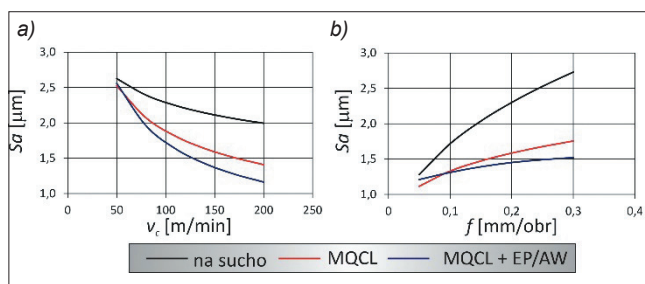 a)
b)
3,0
2,5
2,0
1,5
1,0
Sa [μm]
0 50 100 150 200 250
v_c [m/min]
3,0
2,5
2,0
1,5
1,0
Sa [μm]
0 0,1 0,2 0,3 0,4
f [mm/obr]
na sucho MQCL MQCL + EP/AW